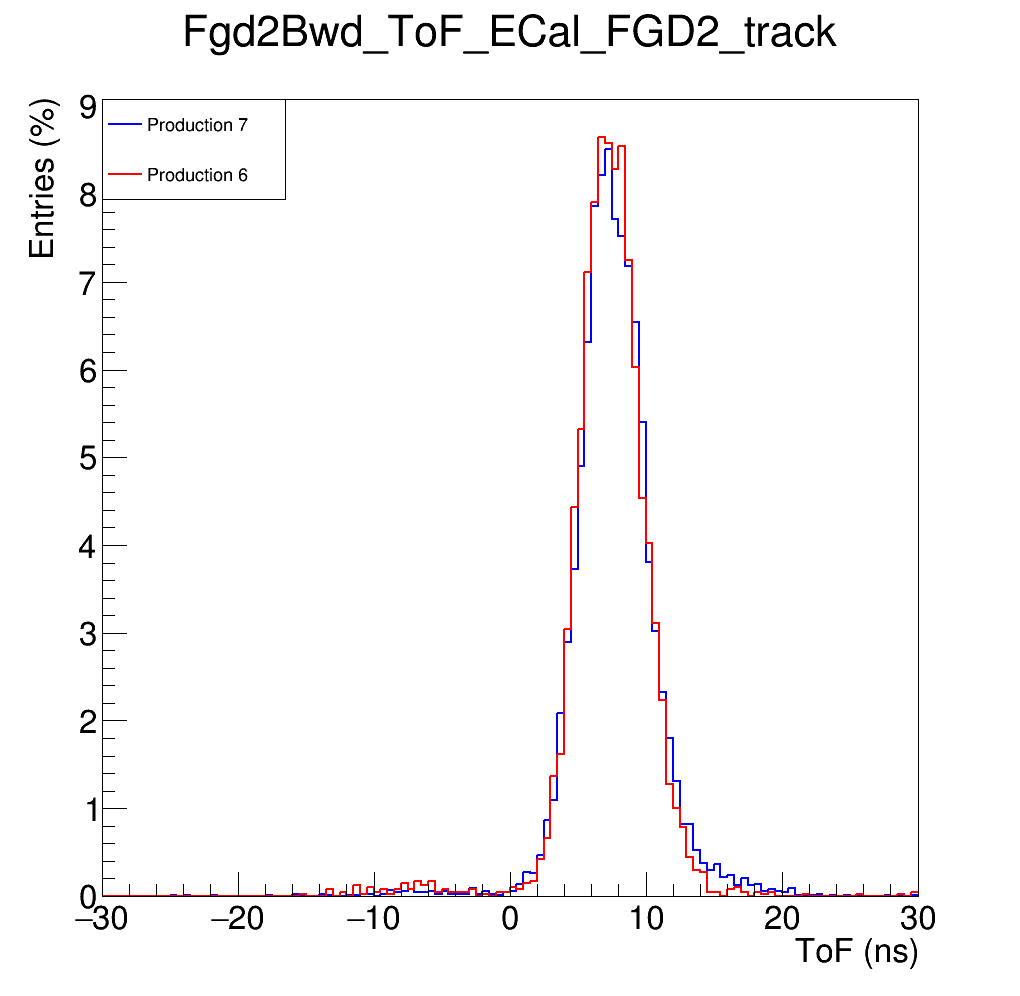 Fgd2Bwd_ToF_ECal_FGD2_track
Entries (%)
Production 7
Production 6
9
8
7
6
5
4
3
2
1
0
−30 −20 −10 0 10 20 30
ToF (ns)